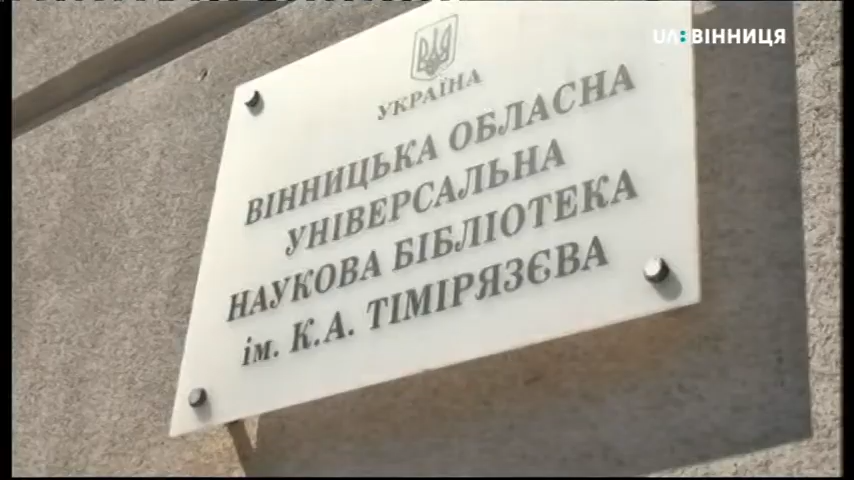 UA:ВІННИЦЯ
УКРАЇНА
ВІННИЦЬКА ОБЛАСНА
УНІВЕРСАЛЬНА
НАУКОВА БІБЛІОТЕКА
ім. К.А. ТІМІРЯЗЄВА